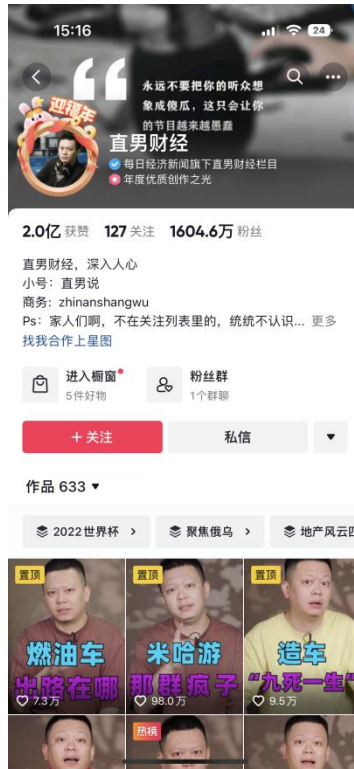 15:16
24
永远不要把你的听众想
象成傻瓜，这只会让你
的节目越来越愚蠢
迎福年
直男财经
每日经济新闻旗下直男财经栏目
年度优质创作之光
2.0亿 获赞 127 关注 1604.6万 粉丝
直男财经，深入人心
小号：直男说
商务：zhinanshangwu
Ps：家人们啊，不在关注列表里的，统统不认识... 更多
找我合作上星图
进入橱窗
5件好物
粉丝群
1个群聊
+ 关注
私信
作品 633
2022世界杯
聚焦俄乌
地产风云四
置顶
置顶
置顶
燃油车
出路在哪
7.3万
米哈游
那群疯子
98.0万
造车
“九死一生”
9.5万
热榜